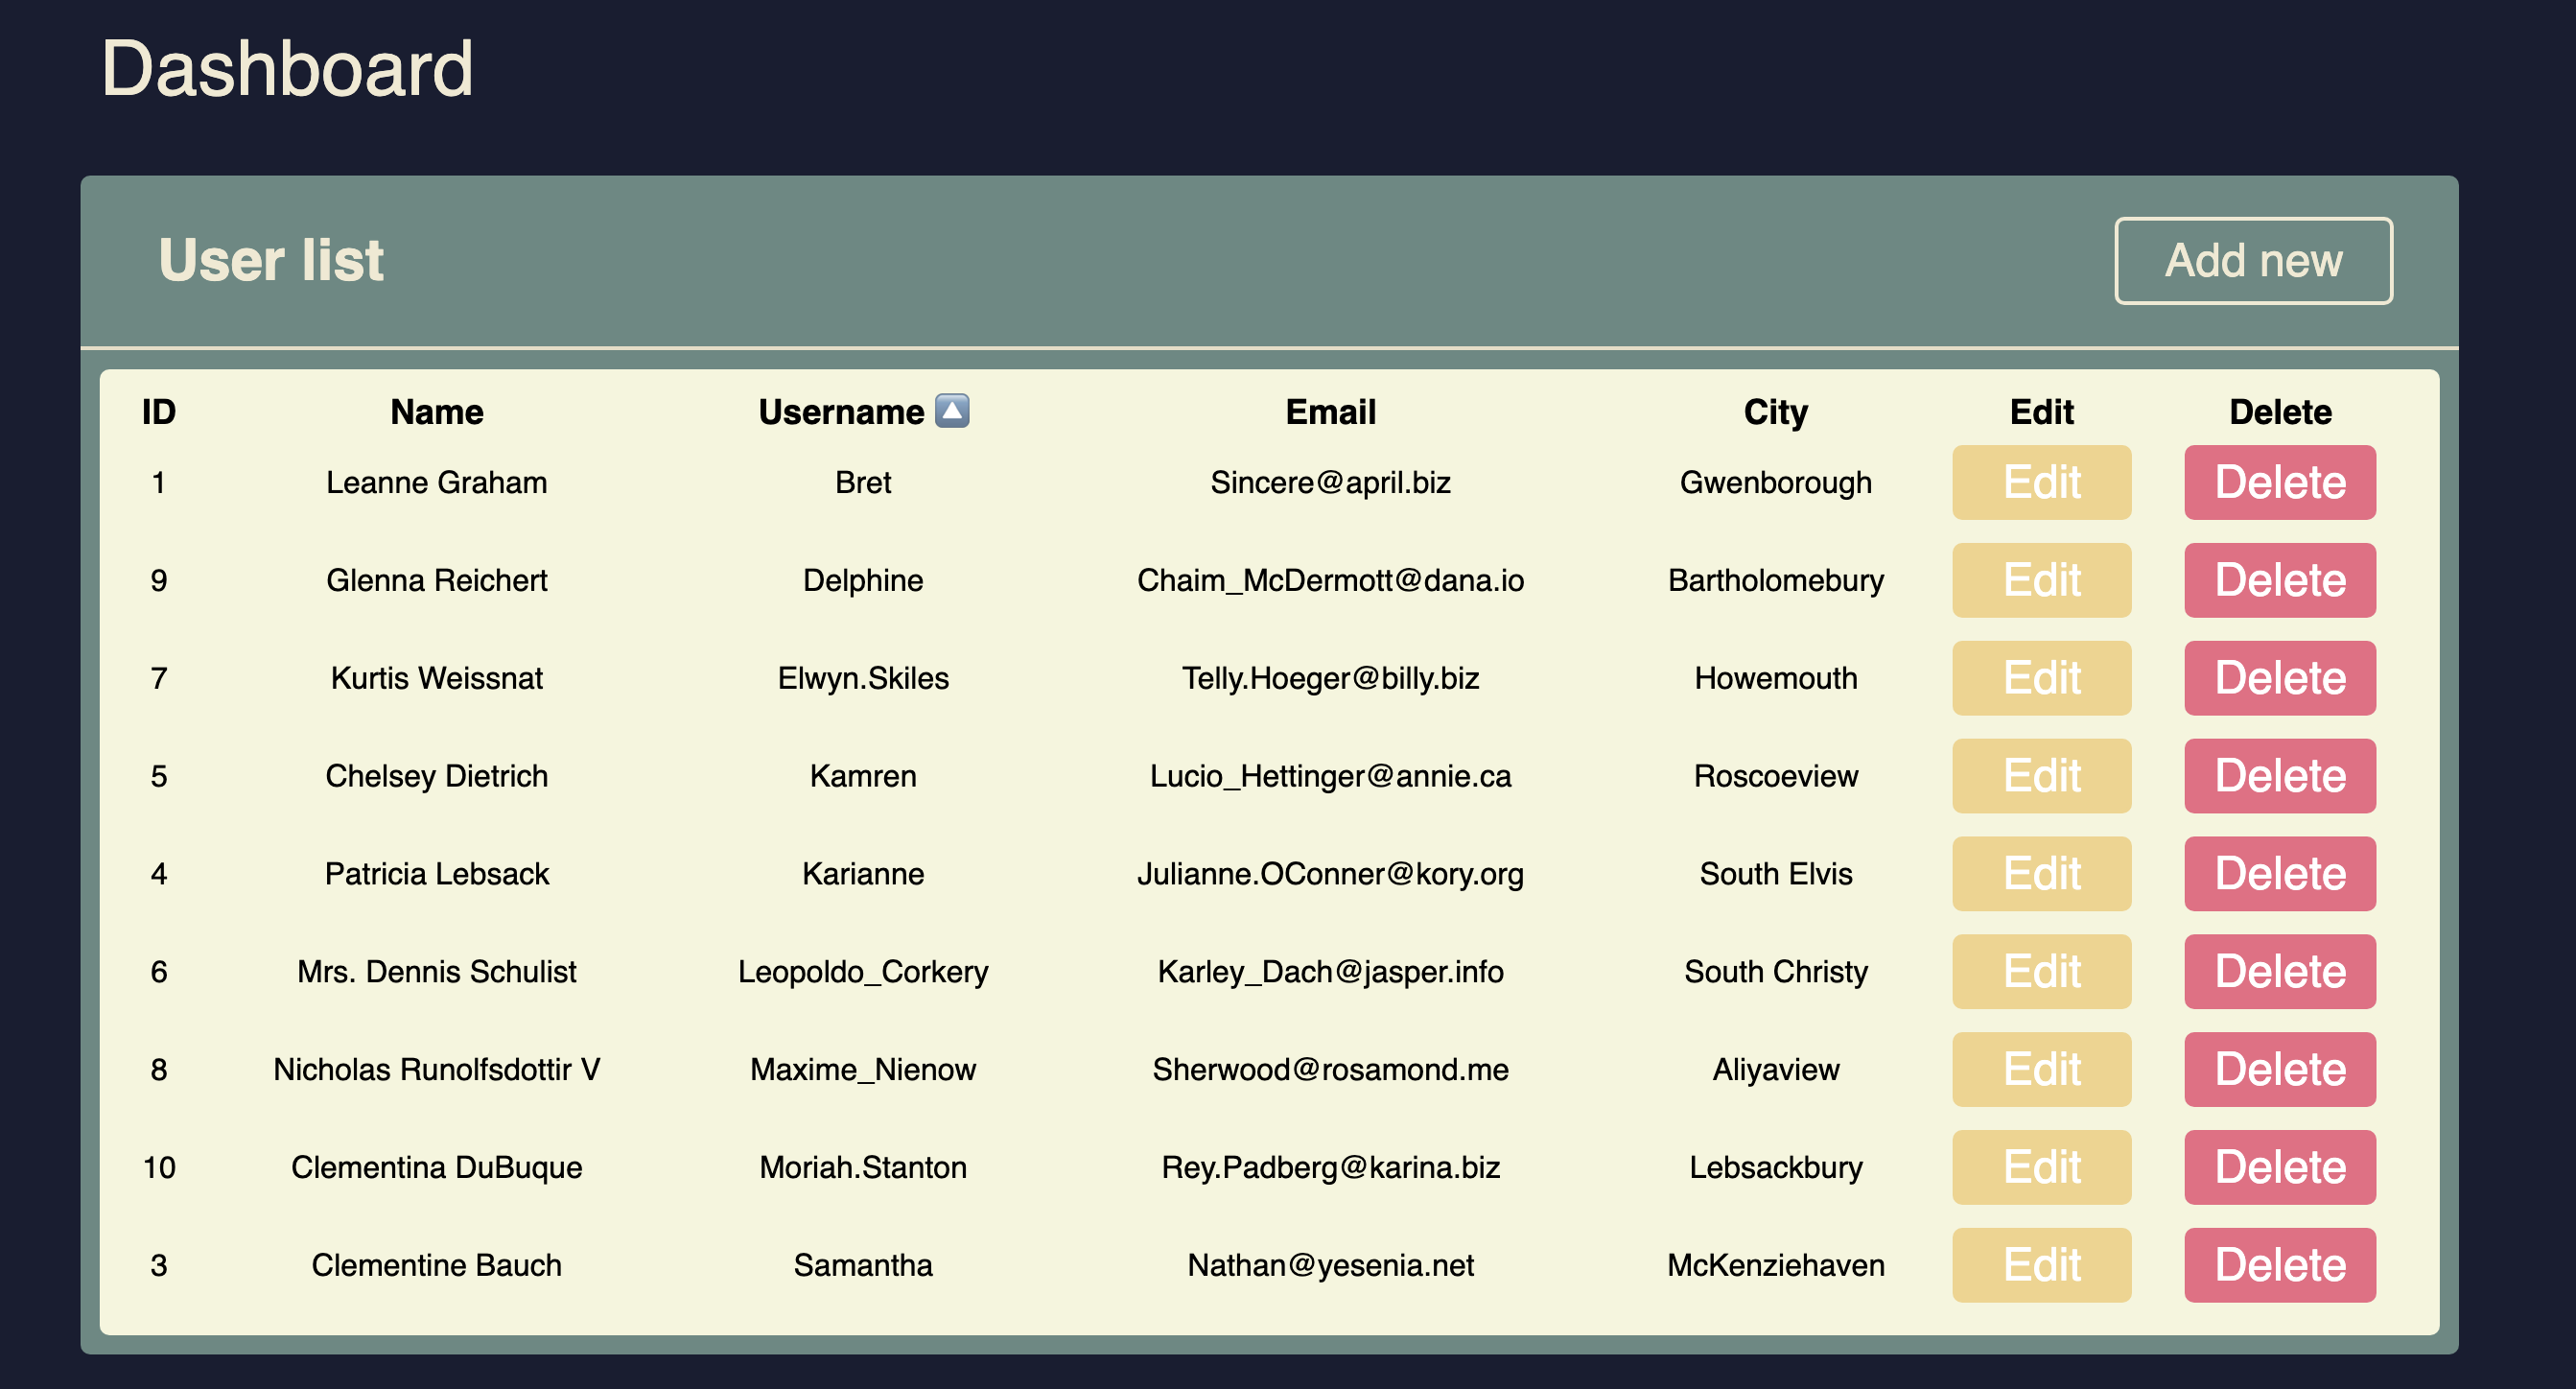 Dashboard
User list Add new
ID Name Username 🔼 Email City Edit Delete
1 Leanne Graham Bret Sincere@april.biz Gwenborough Edit Delete
9 Glenna Reichert Delphine Chaim_McDermott@dana.io Bartholomebury Edit Delete
7 Kurtis Weissnat Elwyn.Skiles Telly.Hoeger@billy.biz Howemouth Edit Delete
5 Chelsey Dietrich Kamren Lucio_Hettinger@annie.ca Roscoeview Edit Delete
4 Patricia Lebsack Karianne Julianne.OConner@kory.org South Elvis Edit Delete
6 Mrs. Dennis Schulist Leopoldo_Corkery Karley_Dach@jasper.info South Christy Edit Delete
8 Nicholas Runolfsdottir V Maxime_Nienow Sherwood@rosamond.me Aliyaview Edit Delete
10 Clementina DuBuque Moriah.Stanton Rey.Padberg@karina.biz Lebsackbury Edit Delete
3 Clementine Bauch Samantha Nathan@yesenia.net McKenziehaven Edit Delete